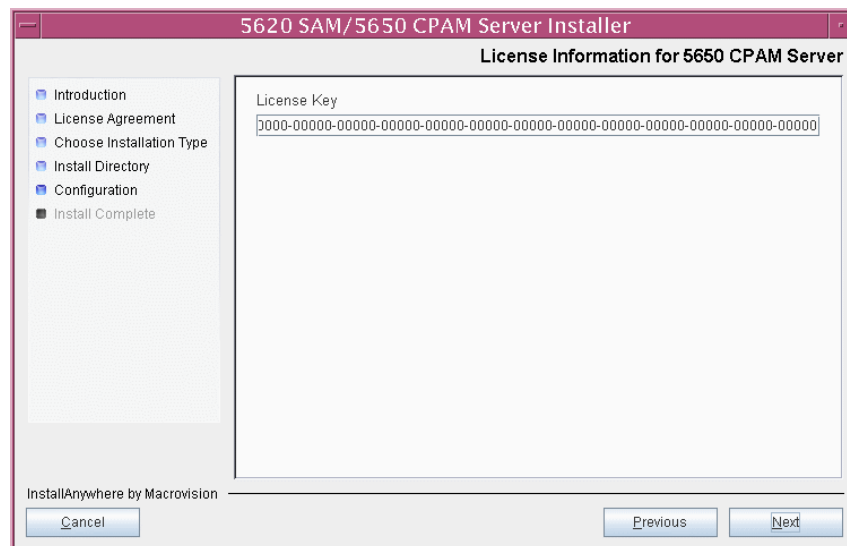 5620 SAM/5650 CPAM Server Installer
License Information for 5650 CPAM Server
Introduction
License Agreement
Choose Installation Type
Install Directory
Configuration
Install Complete
License Key
0000-00000-00000-00000-00000-00000-00000-00000-00000-00000-00000-00000-00000
InstallAnywhere by Macrovision
Cancel
Previous
Next